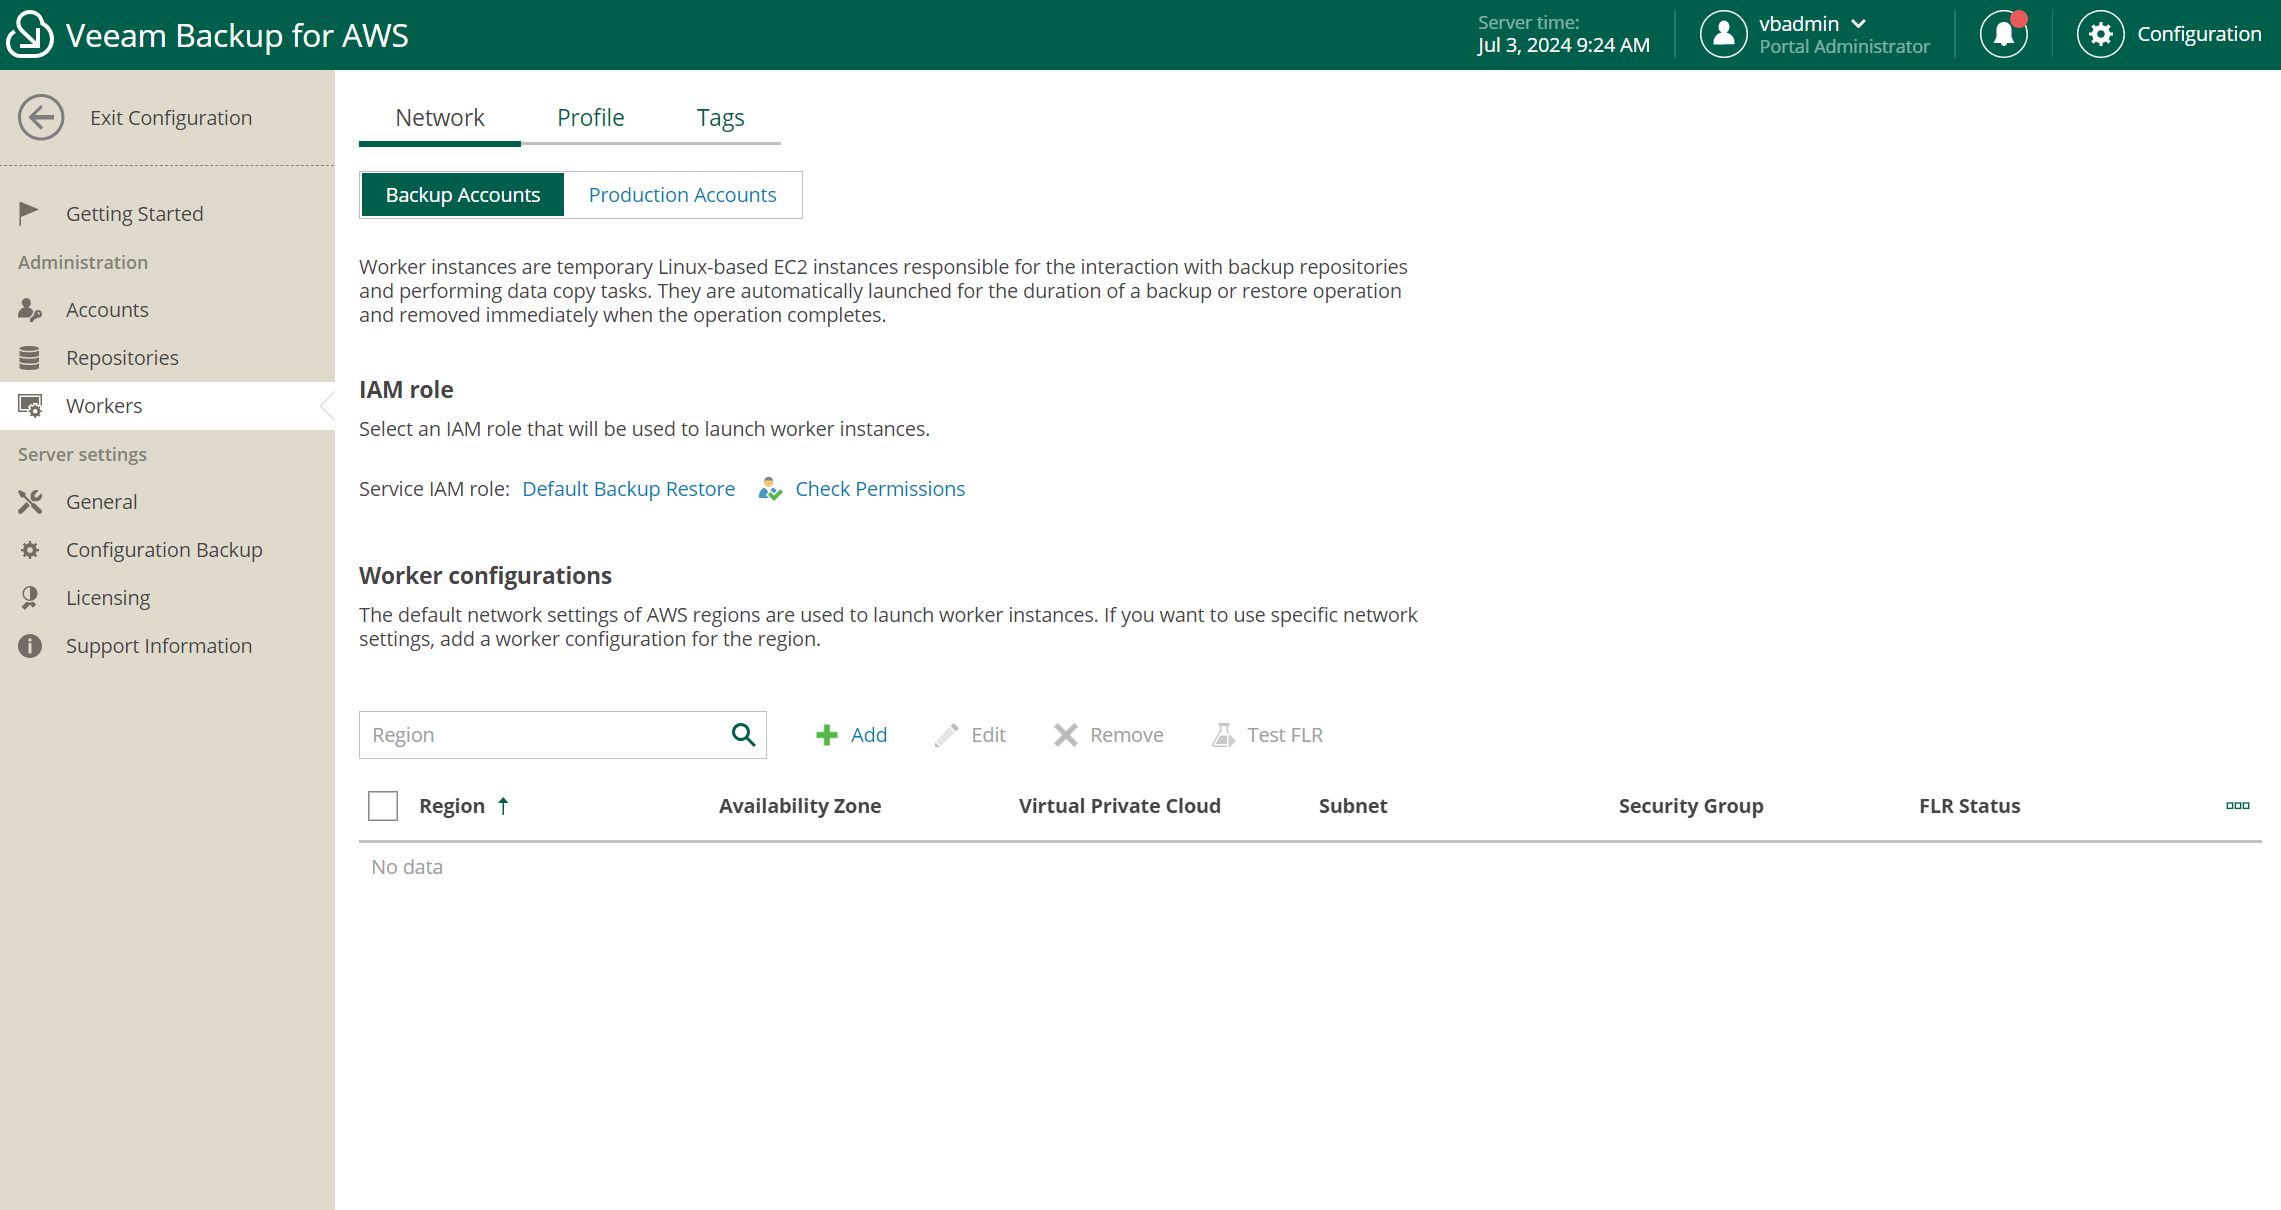 Veeam Backup for AWS
Server time:
Jul 3, 2024 9:24 AM
vbadmin
Portal Administrator
Configuration
Exit Configuration
Getting Started
Administration
Accounts
Repositories
Workers
Server settings
General
Configuration Backup
Licensing
Support Information
Network Profile Tags
Backup Accounts Production Accounts
Worker instances are temporary Linux-based EC2 instances responsible for the interaction with backup repositories
and performing data copy tasks. They are automatically launched for the duration of a backup or restore operation
and removed immediately when the operation completes.
IAM role
Select an IAM role that will be used to launch worker instances.
Service IAM role: Default Backup Restore Check Permissions
Worker configurations
The default network settings of AWS regions are used to launch worker instances. If you want to use specific network
settings, add a worker configuration for the region.
Region Add Edit Remove Test FLR
Region Availability Zone Virtual Private Cloud Subnet Security Group FLR Status
No data